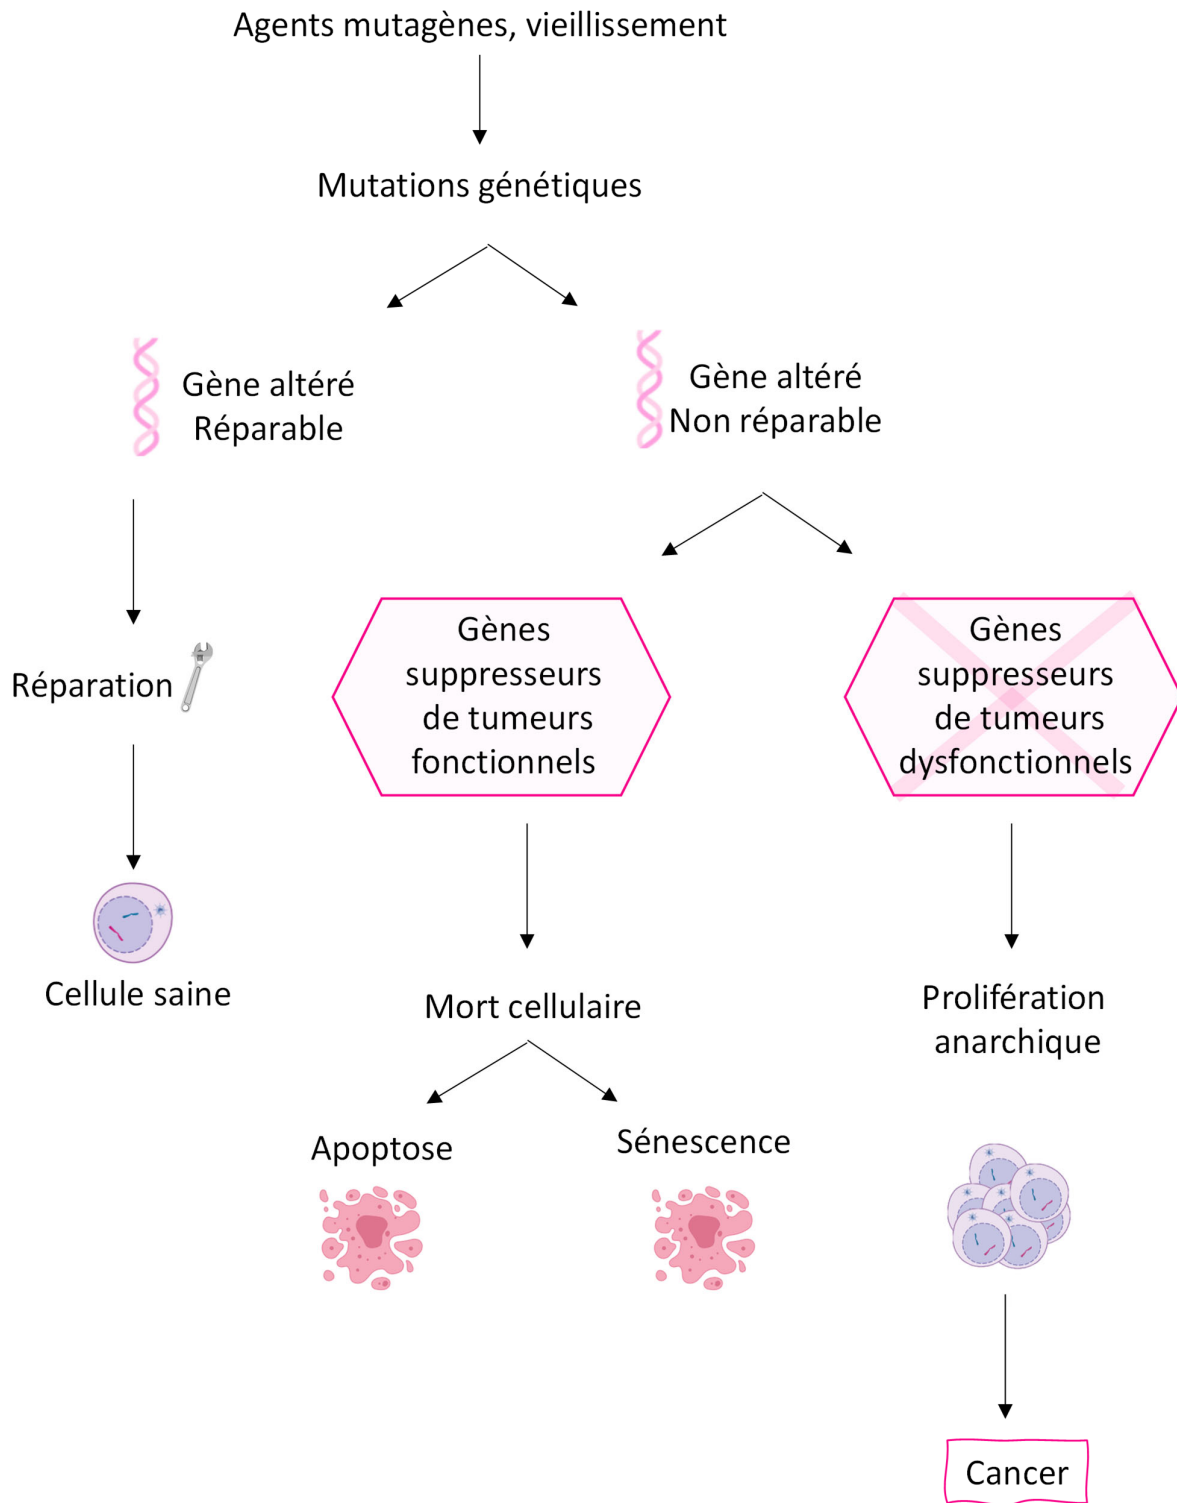 Agents mutagènes, vieillissement
Mutations génétiques
Gène altéré
Réparable
Gène altéré
Non réparable
Réparation
Gènes
suppresseurs
de tumeurs
fonctionnels
Gènes
suppresseurs
de tumeurs
dysfonctionnels
Cellule saine
Mort cellulaire
Prolifération
anarchique
Apoptose
Sénescence
Cancer